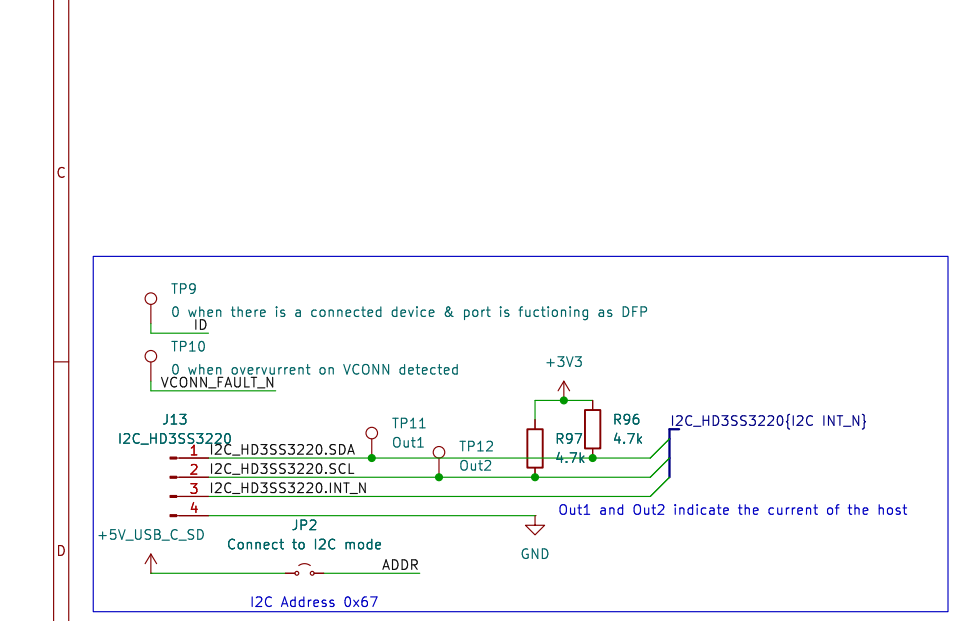 C
TP9
0 when there is a connected device & port is fuctioning as DFP
ID
TP10
0 when overvurrent on VCONN detected
VCONN_FAULT_N
+3V3
J13
I2C_HD3SS3220
TP11
Out1
TP12
Out2
R97
4.7k
R96
4.7k
I2C_HD3SS3220{I2C INT_N}
1 I2C_HD3SS3220.SDA
2 I2C_HD3SS3220.SCL
3 I2C_HD3SS3220.INT_N
4
Out1 and Out2 indicate the current of the host
GND
+5V_USB_C_SD
JP2
Connect to I2C mode
ADDR
D
I2C Address 0x67